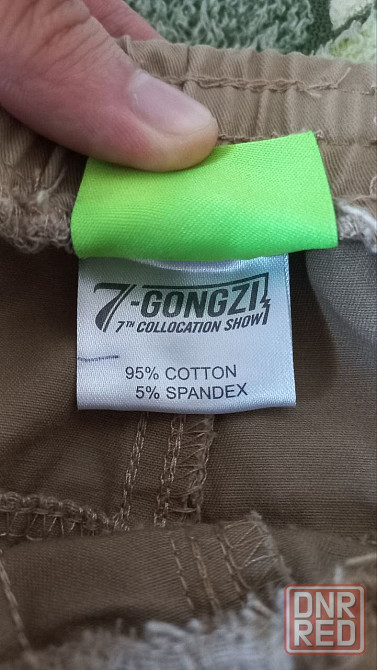 7-GONGZI
7TH COLLOCATION SHOW
95% COTTON
5% SPANDEX
DNR
RED